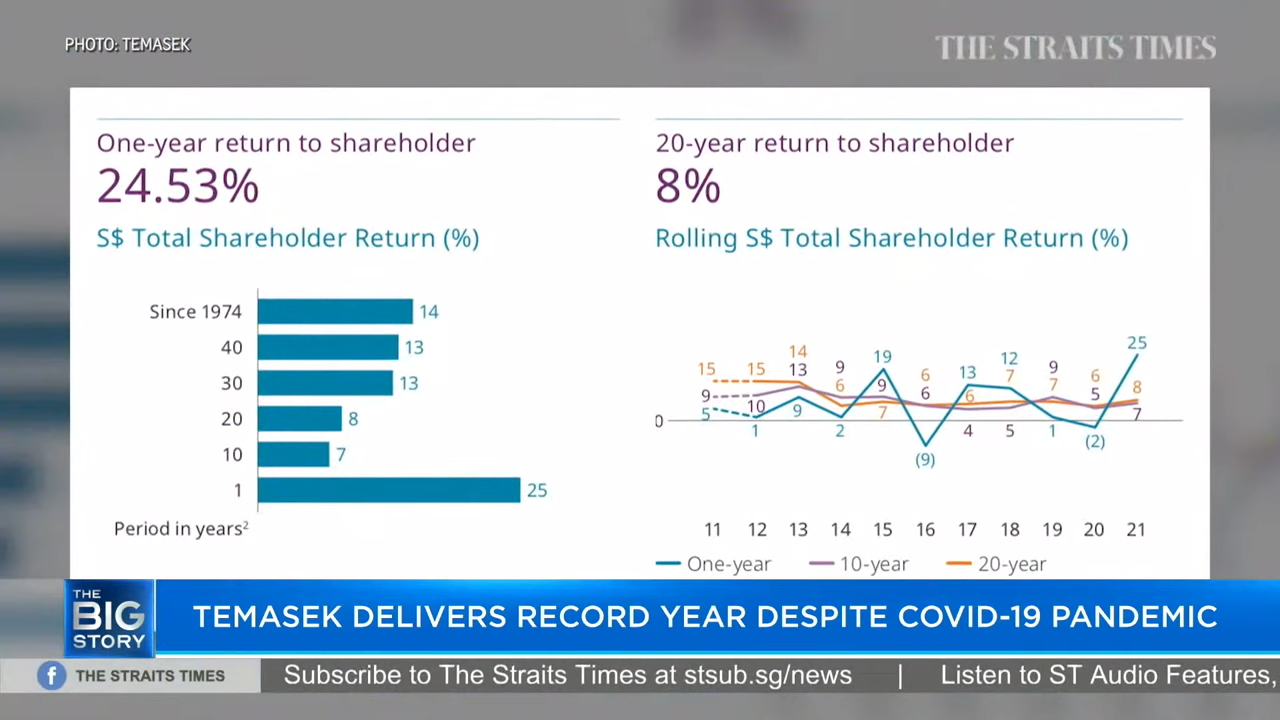 PHOTO: TEMASEK
THE STRAITS TIMES
One-year return to shareholder
24.53%
S$ Total Shareholder Return (%)
Since 1974 14
40 13
30 13
20 8
10 7
1 25
Period in years²
20-year return to shareholder
8%
Rolling S$ Total Shareholder Return (%)
25
14 19 12
15 15 13 9 6 13 7 9 6
6 9 6 6 7 5 8
9 10 9 7 7
5 4 5
0
1 2 1 (2)
(9)
11 12 13 14 15 16 17 18 19 20 21
One-year 10-year 20-year
THE
BIG
STORY
TEMASEK DELIVERS RECORD YEAR DESPITE COVID-19 PANDEMIC
THE STRAITS TIMES
Subscribe to The Straits Times at stsub.sg/news | Listen to ST Audio Features,